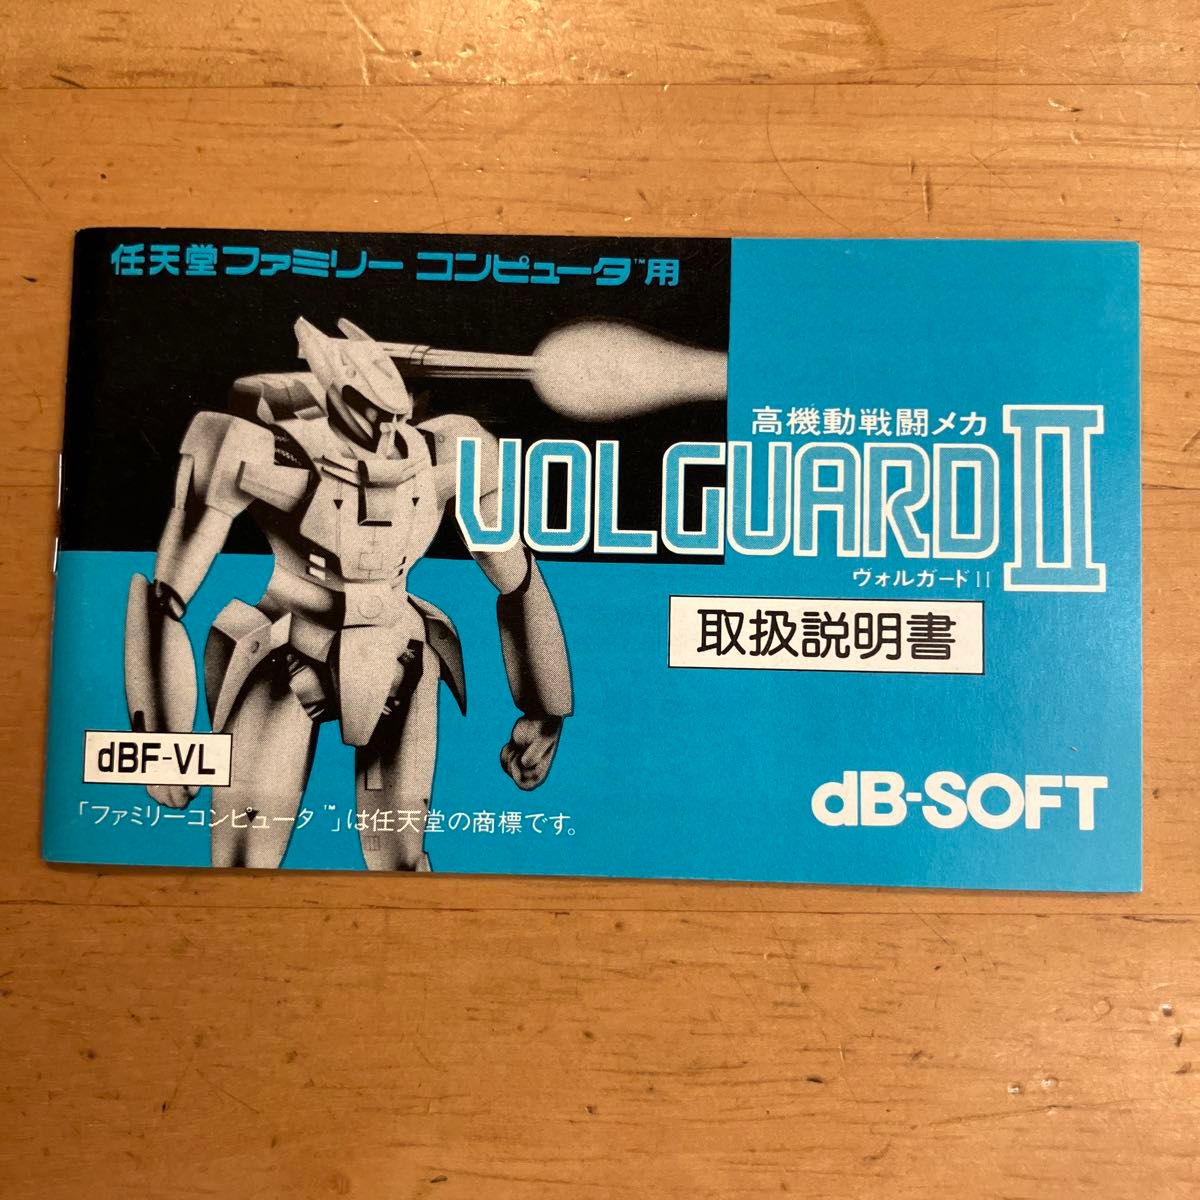 任天堂ファミリー コンピュータ™用
高機動戦闘メカ
VOLGUARD II
ヴォルガードII
取扱説明書
dBF-VL
「ファミリーコンピュータ™」は任天堂の商標です。
dB-SOFT